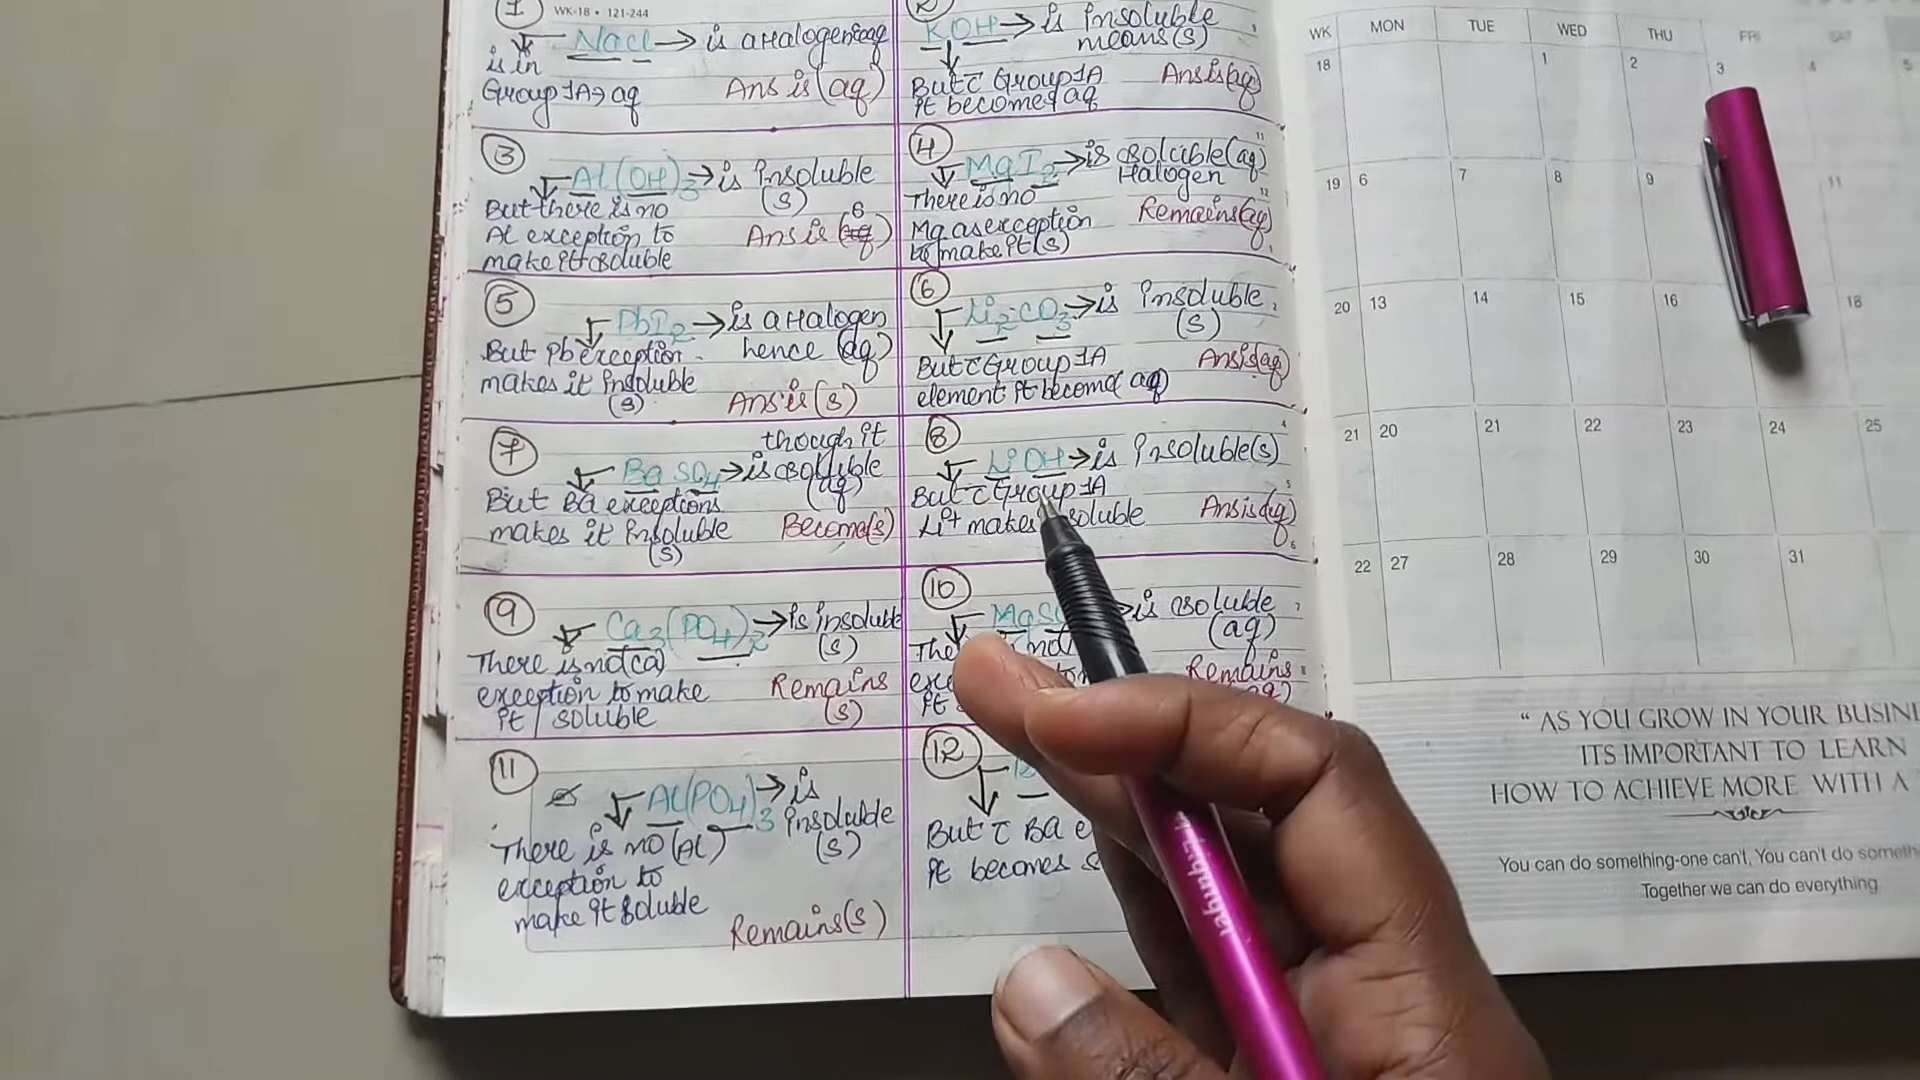 1
WK-18 • 121-244
NaCl → is a Halogen
is in
Group 1A → aq
Ans is (aq)
2
KOH → is insoluble
means (s)
But c Group 1A
it becomes aq
Ans is (aq)
3
Al(OH)3 → is insoluble
(s)
But there is no
Al exception to
make it soluble
Ans is
4
MgI2 → is soluble (aq)
Halogen
There is no
Mg as exception
to make it (s)
Remains (aq)
5
PbI2 → is a Halogen
hence (aq)
But Pb exception
makes it insoluble
(s)
Ans is (s)
6
Li2CO3 → is insoluble
(s)
But c Group 1A
element it becomes aq
Ans is (aq)
7
though it
BaSO4 → is soluble
(aq)
But BA exceptions
makes it insoluble
(s)
Becomes (s)
8
LiOH → is insoluble (s)
But c Group 1A
Li+ makes soluble
Ans is (aq)
9
Ca3(PO4)2 → is insoluble
(s)
There is not (Ca)
exception to make
it soluble
Remains
(s)
10
→ is soluble
(aq)
Remains
11
Al(PO4)3 → is
insoluble
(s)
There is no (Al)
exception to
make it soluble
Remains (s)
12
But c BA
it becomes
WK MON TUE WED THU FRI SAT
18 1 2 3 4 5
19 6 7 8 9 11
20 13 14 15 16 18
21 20 21 22 23 24 25
22 27 28 29 30 31
“ AS YOU GROW IN YOUR
ITS IMPORTANT TO LEARN
HOW TO ACHIEVE MORE WITH A
You can do something-one can't, You can't do
Together we can do everything